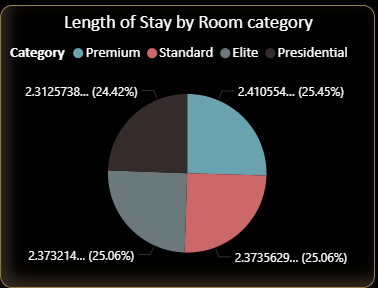 Length of Stay by Room category
Category Premium Standard Elite Presidential
2.3125738... (24.42%) 2.410554... (25.45%)
2.373214... (25.06%) 2.3735629... (25.06%)